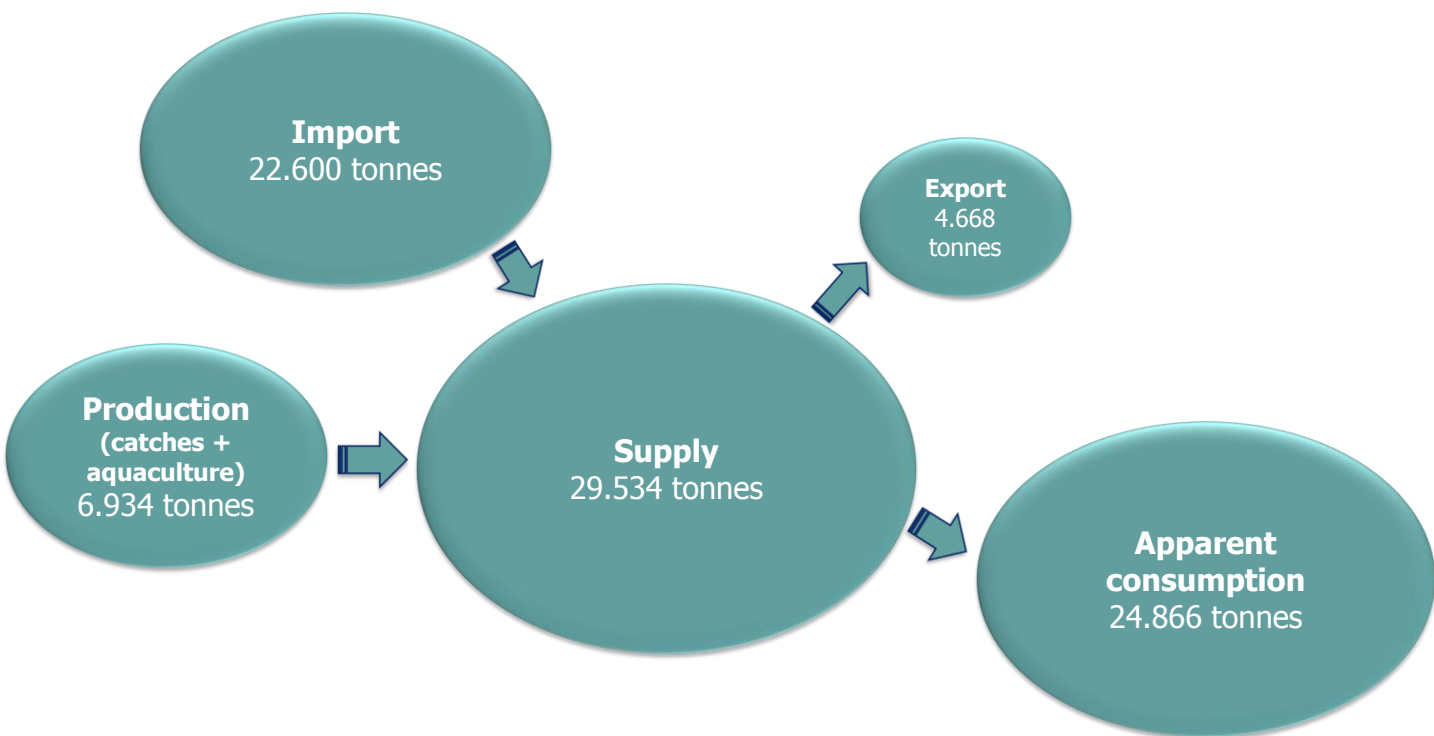 Import
22.600 tonnes
Export
4.668
tonnes
Production
(catches +
aquaculture)
6.934 tonnes
Supply
29.534 tonnes
Apparent
consumption
24.866 tonnes